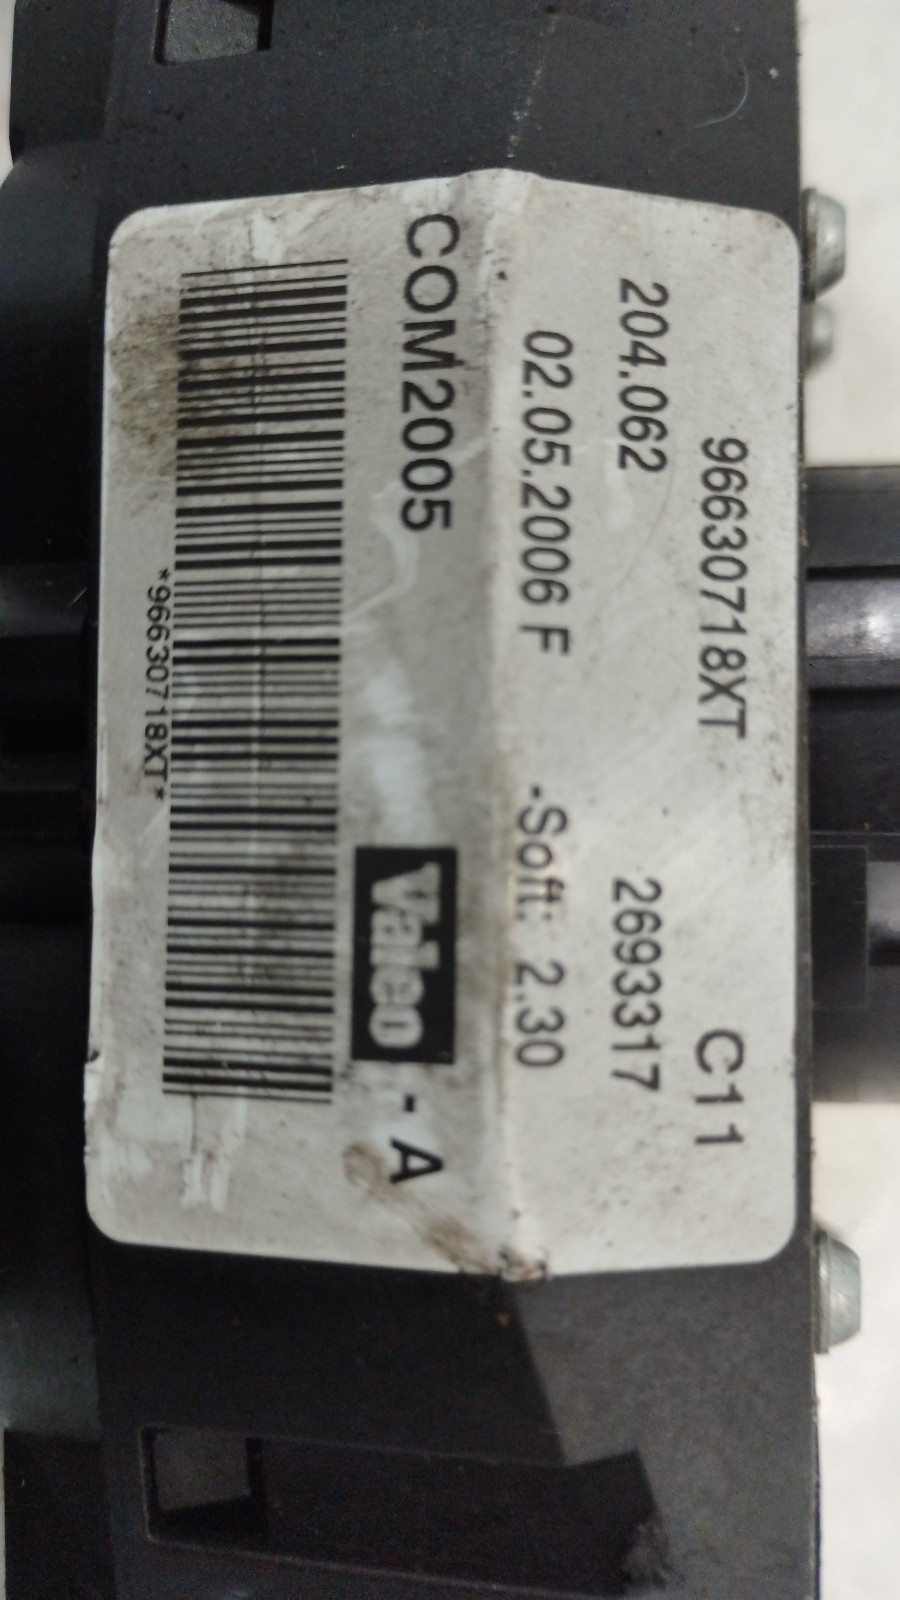 96630718XT C11
204.062 2693317
02.05.2006 F -Soft: 2.30
COM2005 Valeo - A
*96630718XT*